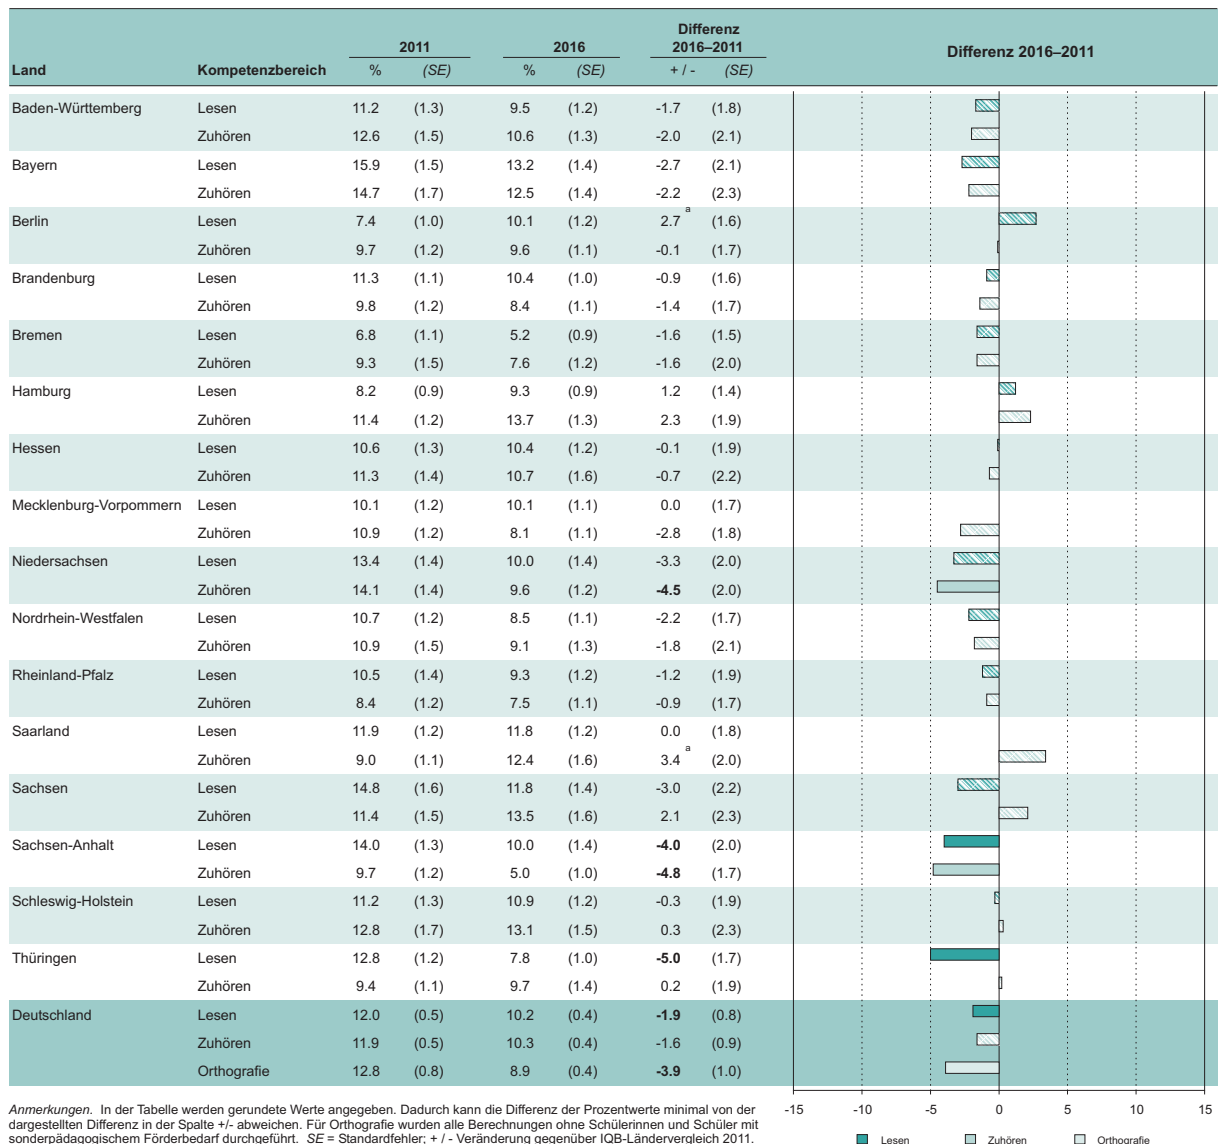 Land Kompetenzbereich 2011 2016 Differenz 2016–2011 Differenz 2016–2011
% (SE) % (SE) + / - (SE)
Baden-Württemberg Lesen 11.2 (1.3) 9.5 (1.2) -1.7 (1.8)
Zuhören 12.6 (1.5) 10.6 (1.3) -2.0 (2.1)
Bayern Lesen 15.9 (1.5) 13.2 (1.4) -2.7 (2.1)
Zuhören 14.7 (1.7) 12.5 (1.4) -2.2 (2.3)
Berlin Lesen 7.4 (1.0) 10.1 (1.2) 2.7 a (1.6)
Zuhören 9.7 (1.2) 9.6 (1.1) -0.1 (1.7)
Brandenburg Lesen 11.3 (1.1) 10.4 (1.0) -0.9 (1.6)
Zuhören 9.8 (1.2) 8.4 (1.1) -1.4 (1.7)
Bremen Lesen 6.8 (1.1) 5.2 (0.9) -1.6 (1.5)
Zuhören 9.3 (1.5) 7.6 (1.2) -1.6 (2.0)
Hamburg Lesen 8.2 (0.9) 9.3 (0.9) 1.2 (1.4)
Zuhören 11.4 (1.2) 13.7 (1.3) 2.3 (1.9)
Hessen Lesen 10.6 (1.3) 10.4 (1.2) -0.1 (1.9)
Zuhören 11.3 (1.4) 10.7 (1.6) -0.7 (2.2)
Mecklenburg-Vorpommern Lesen 10.1 (1.2) 10.1 (1.1) 0.0 (1.7)
Zuhören 10.9 (1.2) 8.1 (1.1) -2.8 (1.8)
Niedersachsen Lesen 13.4 (1.4) 10.0 (1.4) -3.3 (2.0)
Zuhören 14.1 (1.4) 9.6 (1.2) -4.5 (2.0)
Nordrhein-Westfalen Lesen 10.7 (1.2) 8.5 (1.1) -2.2 (1.7)
Zuhören 10.9 (1.5) 9.1 (1.3) -1.8 (2.1)
Rheinland-Pfalz Lesen 10.5 (1.4) 9.3 (1.2) -1.2 (1.9)
Zuhören 8.4 (1.2) 7.5 (1.1) -0.9 (1.7)
Saarland Lesen 11.9 (1.2) 11.8 (1.2) 0.0 (1.8)
Zuhören 9.0 (1.1) 12.4 (1.6) 3.4 a (2.0)
Sachsen Lesen 14.8 (1.6) 11.8 (1.4) -3.0 (2.2)
Zuhören 11.4 (1.5) 13.5 (1.6) 2.1 (2.3)
Sachsen-Anhalt Lesen 14.0 (1.3) 10.0 (1.4) -4.0 (2.0)
Zuhören 9.7 (1.2) 5.0 (1.0) -4.8 (1.7)
Schleswig-Holstein Lesen 11.2 (1.3) 10.9 (1.2) -0.3 (1.9)
Zuhören 12.8 (1.7) 13.1 (1.5) 0.3 (2.3)
Thüringen Lesen 12.8 (1.2) 7.8 (1.0) -5.0 (1.7)
Zuhören 9.4 (1.1) 9.7 (1.4) 0.2 (1.9)
Deutschland Lesen 12.0 (0.5) 10.2 (0.4) -1.9 (0.8)
Zuhören 11.9 (0.5) 10.3 (0.4) -1.6 (0.9)
Orthografie 12.8 (0.8) 8.9 (0.4) -3.9 (1.0)
-15 -10 -5 0 5 10 15
Anmerkungen. In der Tabelle werden gerundete Werte angegeben. Dadurch kann die Differenz der Prozentwerte minimal von der
dargestellten Differenz in der Spalte +/- abweichen. Für Orthografie wurden alle Berechnungen ohne Schülerinnen und Schüler mit
sonderpädagogischem Förderbedarf durchgeführt. SE = Standardfehler; + / - Veränderung gegenüber IQB-Ländervergleich 2011.
Lesen Zuhören Orthografie